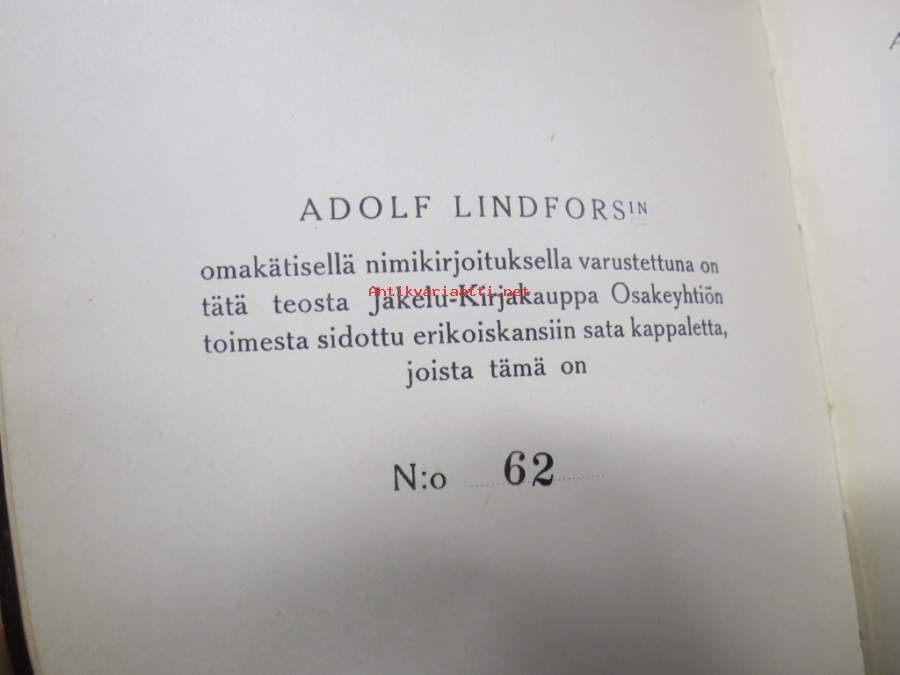 ADOLF LINDFORSIN
omakätisellä nimikirjoituksella varustettuna on
tätä teosta Jakelu-Kirjakauppa Osakeyhtiön
Antikvariaatti.net
toimesta sidottu erikoiskansiin sata kappaletta,
joista tämä on
N:o 62